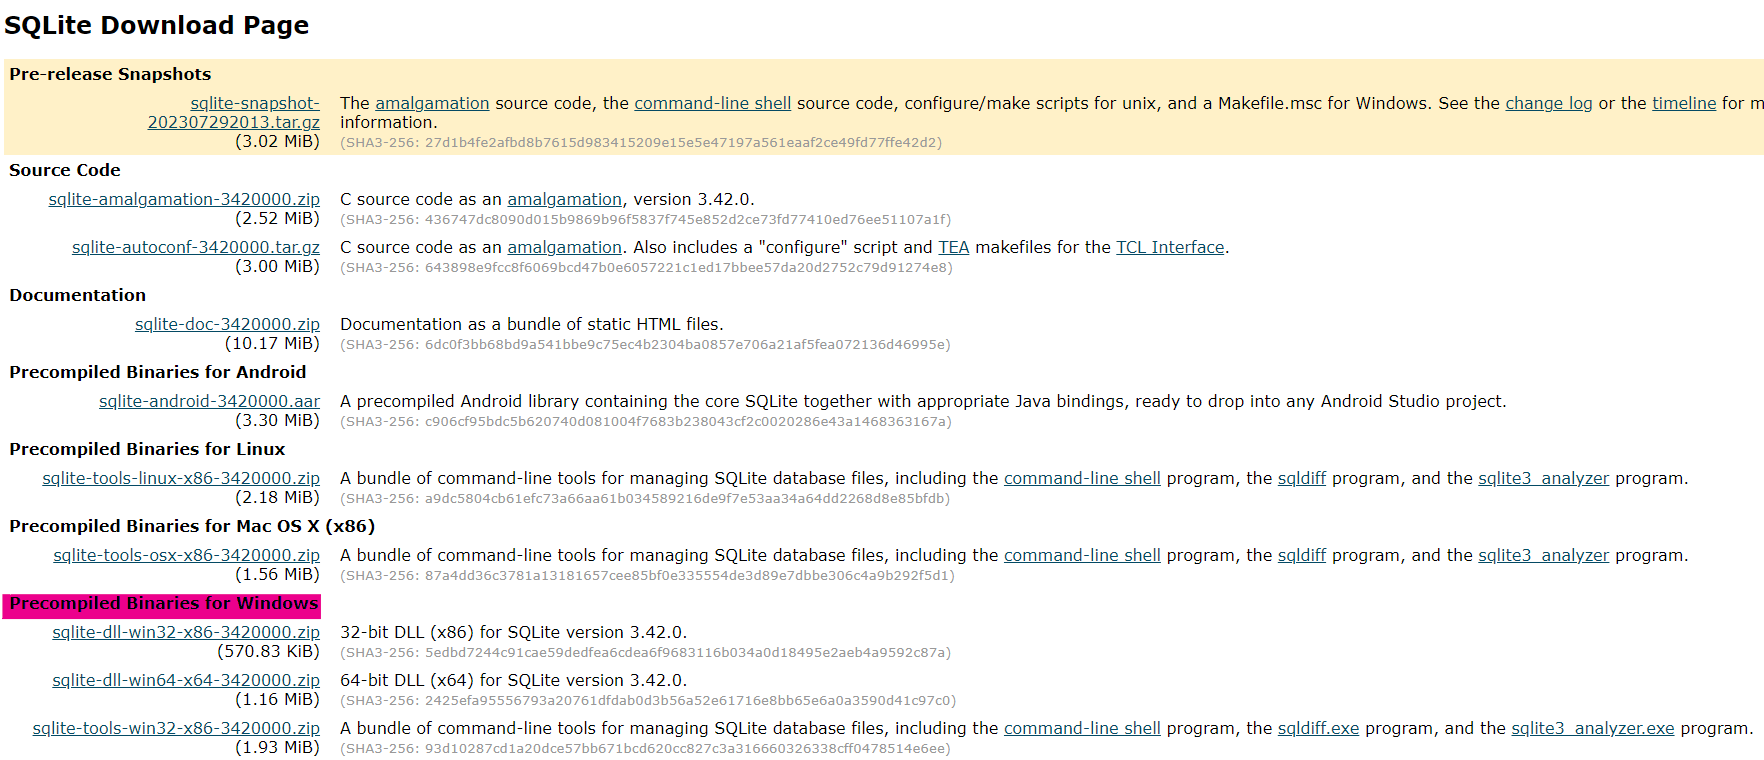 SQLite Download Page
Pre-release Snapshots
sqlite-snapshot-
202307292013.tar.gz
(3.02 MiB)
The amalgamation source code, the command-line shell source code, configure/make scripts for unix, and a Makefile.msc for Windows. See the change log or the timeline for
information.
(SHA3-256: 27d1b4fe2afbd8b7615d983415209e15e5e47197a561eaaf2ce49fd77ffe42d2)
Source Code
sqlite-amalgamation-3420000.zip
(2.52 MiB)
C source code as an amalgamation, version 3.42.0.
(SHA3-256: 436747dc8090d015b9869b96f5837f745e852d2ce73fd77410ed76ee51107a1f)
sqlite-autoconf-3420000.tar.gz
(3.00 MiB)
C source code as an amalgamation. Also includes a "configure" script and TEA makefiles for the TCL Interface.
(SHA3-256: 643898e9fcc8f6069bcd47b0e6057221c1ed17bbee57da20d2752c79d91274e8)
Documentation
sqlite-doc-3420000.zip
(10.17 MiB)
Documentation as a bundle of static HTML files.
(SHA3-256: 6dc0f3bb68bd9a541bbe9c75ec4b2304ba0857e706a21af5fea072136d46995e)
Precompiled Binaries for Android
sqlite-android-3420000.aar
(3.30 MiB)
A precompiled Android library containing the core SQLite together with appropriate Java bindings, ready to drop into any Android Studio project.
(SHA3-256: c906cf95bdc5b620740d081004f7683b238043cf2c0020286e43a1468363167a)
Precompiled Binaries for Linux
sqlite-tools-linux-x86-3420000.zip
(2.18 MiB)
A bundle of command-line tools for managing SQLite database files, including the command-line shell program, the sqldiff program, and the sqlite3_analyzer program.
(SHA3-256: a9dc5804cb61efc73a66aa61b034589216de9f7e53aa34a64dd2268d8e85bfdb)
Precompiled Binaries for Mac OS X (x86)
sqlite-tools-osx-x86-3420000.zip
(1.56 MiB)
A bundle of command-line tools for managing SQLite database files, including the command-line shell program, the sqldiff program, and the sqlite3_analyzer program.
(SHA3-256: 87a4dd36c3781a13181657cee85bf0e335554de3d89e7dbbe306c4a9b292f5d1)
Precompiled Binaries for Windows
sqlite-dll-win32-x86-3420000.zip
(570.83 KiB)
32-bit DLL (x86) for SQLite version 3.42.0.
(SHA3-256: 5edbd7244c91cae59dedfea6cdea6f9683116b034a0d18495e2aeb4a9592c87a)
sqlite-dll-win64-x64-3420000.zip
(1.16 MiB)
64-bit DLL (x64) for SQLite version 3.42.0.
(SHA3-256: 2425efa95556793a20761dfdab0d3b56a52e61716e8bb65e6a0a3590d41c97c0)
sqlite-tools-win32-x86-3420000.zip
(1.93 MiB)
A bundle of command-line tools for managing SQLite database files, including the command-line shell program, the sqldiff.exe program, and the sqlite3_analyzer.exe program.
(SHA3-256: 93d10287cd1a20dce57bb671bcd620cc827c3a316660326338cff0478514e6ee)